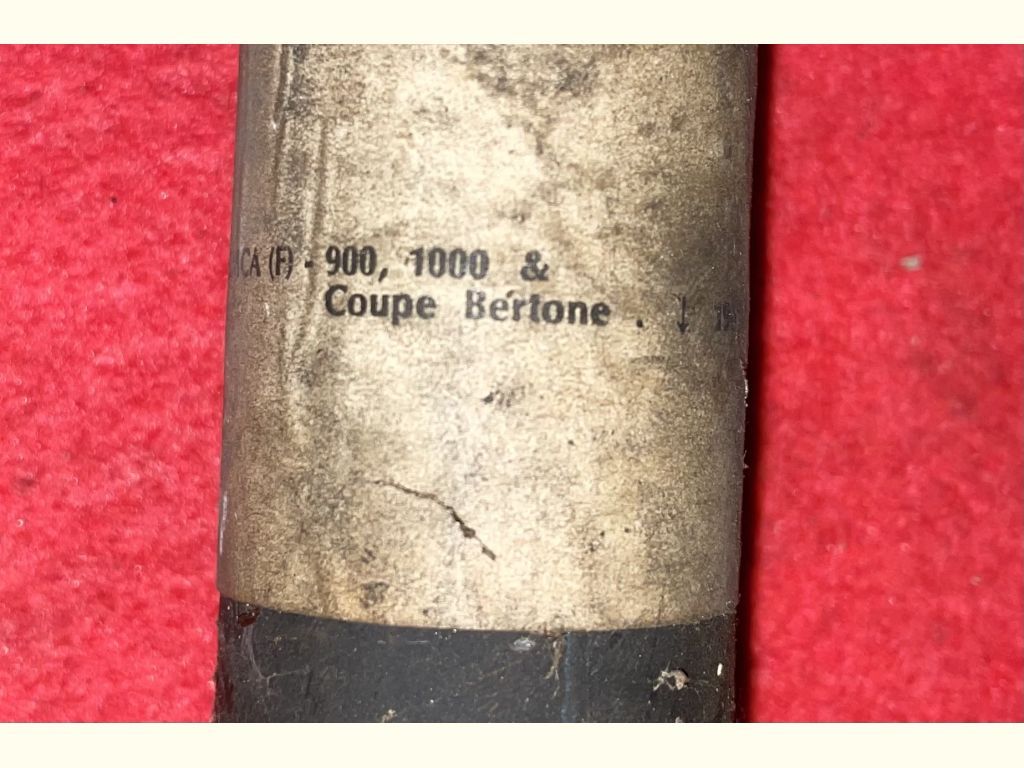 (F) - 900, 1000 &
Coupe Bertone . ↓